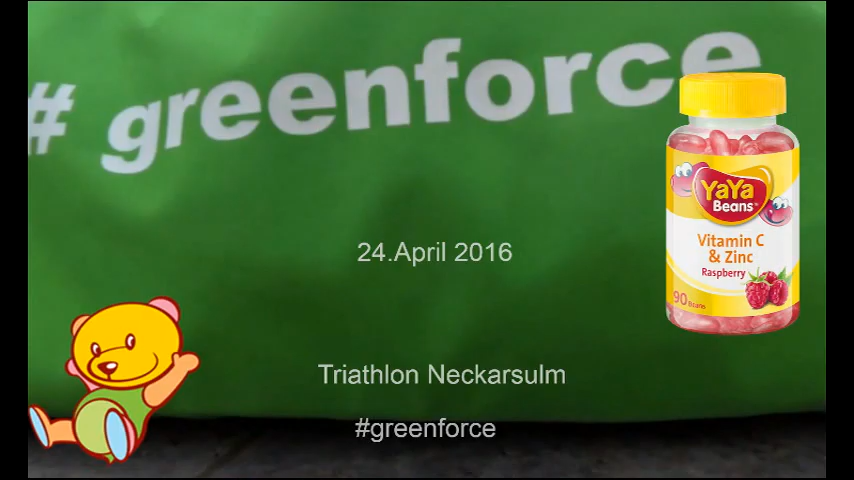 # greenforce
YaYa
Beans
Vitamin C
& Zinc
Raspberry
90 Beans
24.April 2016
Triathlon Neckarsulm
#greenforce